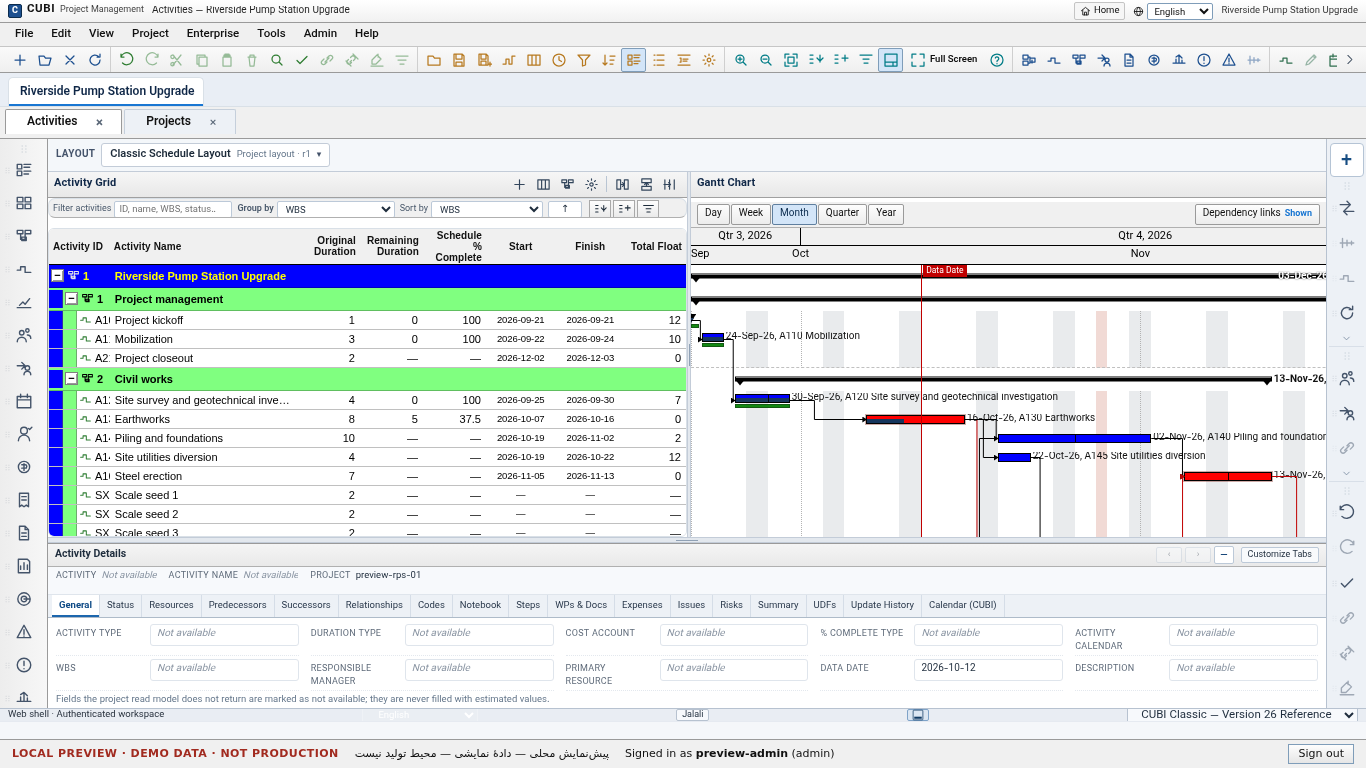 CUBI Project Management Activities — Riverside Pump Station Upgrade Home English Riverside Pump Station Upgrade
File Edit View Project Enterprise Tools Admin Help
Full Screen
Riverside Pump Station Upgrade
Activities × Projects ×
LAYOUT Classic Schedule Layout Project layout · r1
Activity Grid
Gantt Chart
Filter activities ID, name, WBS, status.. Group by WBS Sort by WBS ↑
Day Week Month Quarter Year Dependency links Shown
Activity ID Activity Name Original Duration Remaining Duration Schedule % Complete Start Finish Total Float
Qtr 3, 2026 Qtr 4, 2026
Sep Oct Nov
1 Riverside Pump Station Upgrade
Data Date 03-Dec-26
1 Project management
A1 Project kickoff 1 0 100 2026-09-21 2026-09-21 12
A1 Mobilization 3 0 100 2026-09-22 2026-09-24 10
24-Sep-26, A110 Mobilization
A2 Project closeout 2 — — 2026-12-02 2026-12-03 0
2 Civil works
13-Nov-26,
A1 Site survey and geotechnical inve… 4 0 100 2026-09-25 2026-09-30 7
30-Sep-26, A120 Site survey and geotechnical investigation
A1 Earthworks 8 5 37.5 2026-10-07 2026-10-16 0
16-Oct-26, A130 Earthworks
A1 Piling and foundations 10 — — 2026-10-19 2026-11-02 2
02-Nov-26, A140 Piling and foundation
A1 Site utilities diversion 4 — — 2026-10-19 2026-10-22 12
22-Oct-26, A145 Site utilities diversion
A1 Steel erection 7 — — 2026-11-05 2026-11-13 0
13-Nov-26,
SX Scale seed 1 2 — — — — —
SX Scale seed 2 2 — — — — —
SX Scale seed 3 2 — — — — —
Activity Details Customize Tabs
ACTIVITY Not available ACTIVITY NAME Not available PROJECT preview-rps-01
General Status Resources Predecessors Successors Relationships Codes Notebook Steps WPs & Docs Expenses Issues Risks Summary UDFs Update History Calendar (CUBI)
ACTIVITY TYPE Not available DURATION TYPE Not available COST ACCOUNT Not available % COMPLETE TYPE Not available ACTIVITY CALENDAR Not available
WBS Not available RESPONSIBLE MANAGER Not available PRIMARY RESOURCE Not available DATA DATE 2026-10-12 DESCRIPTION Not available
Fields the project read model does not return are marked as not available; they are never filled with estimated values.
Web shell · Authenticated workspace English Jalali CUBI Classic — Version 26 Reference
LOCAL PREVIEW · DEMO DATA · NOT PRODUCTION پیش‌نمایش محلی — دادهٔ نمایشی — محیط تولید نیست Signed in as preview-admin (admin) Sign out